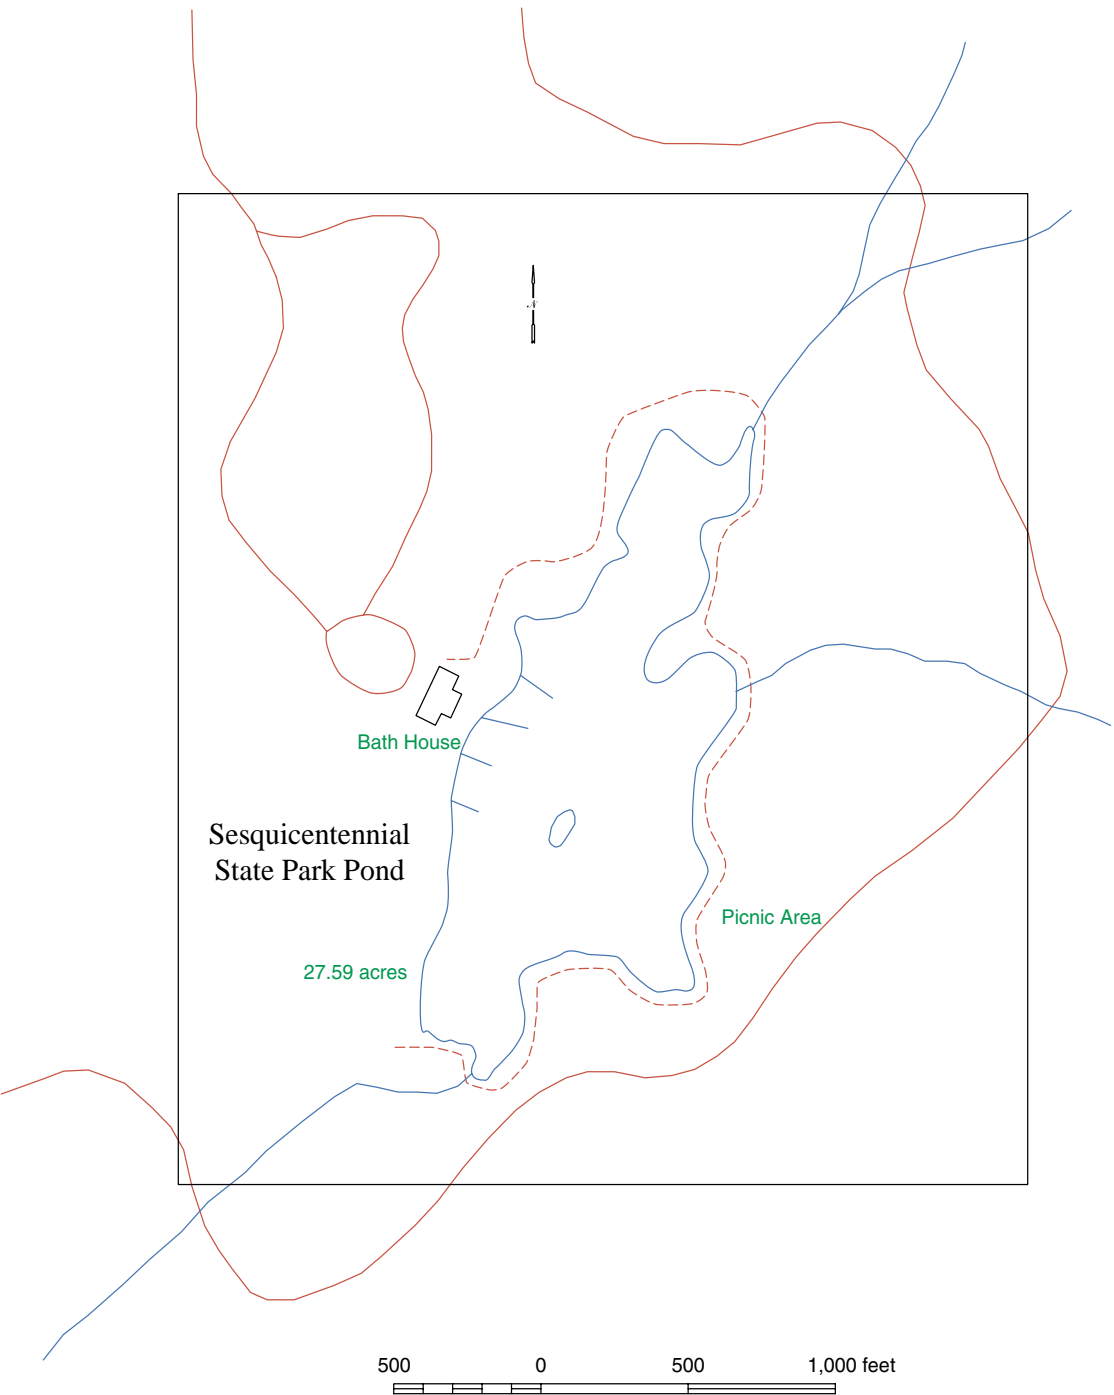 N
Bath House
Sesquicentennial
State Park Pond
Picnic Area
27.59 acres
500 0 500 1,000 feet